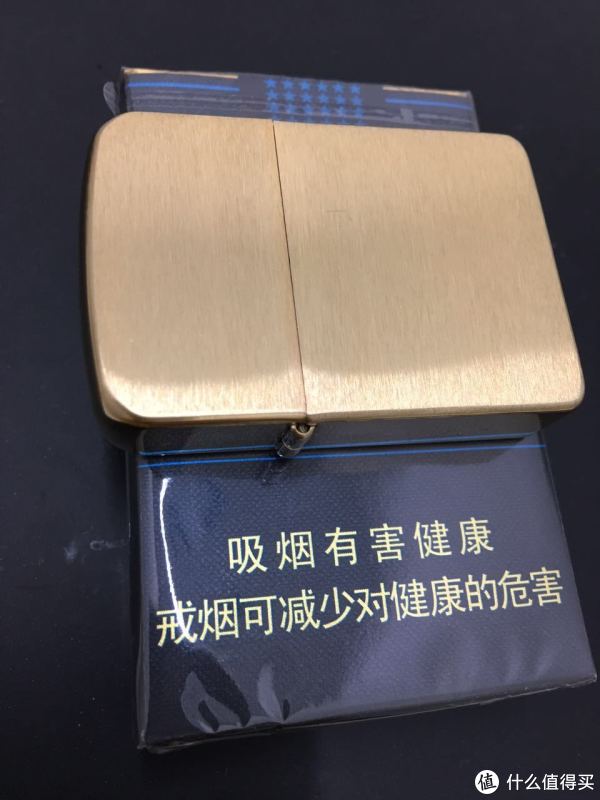 吸烟有害健康
戒烟可减少对健康的危害
值 什么值得买